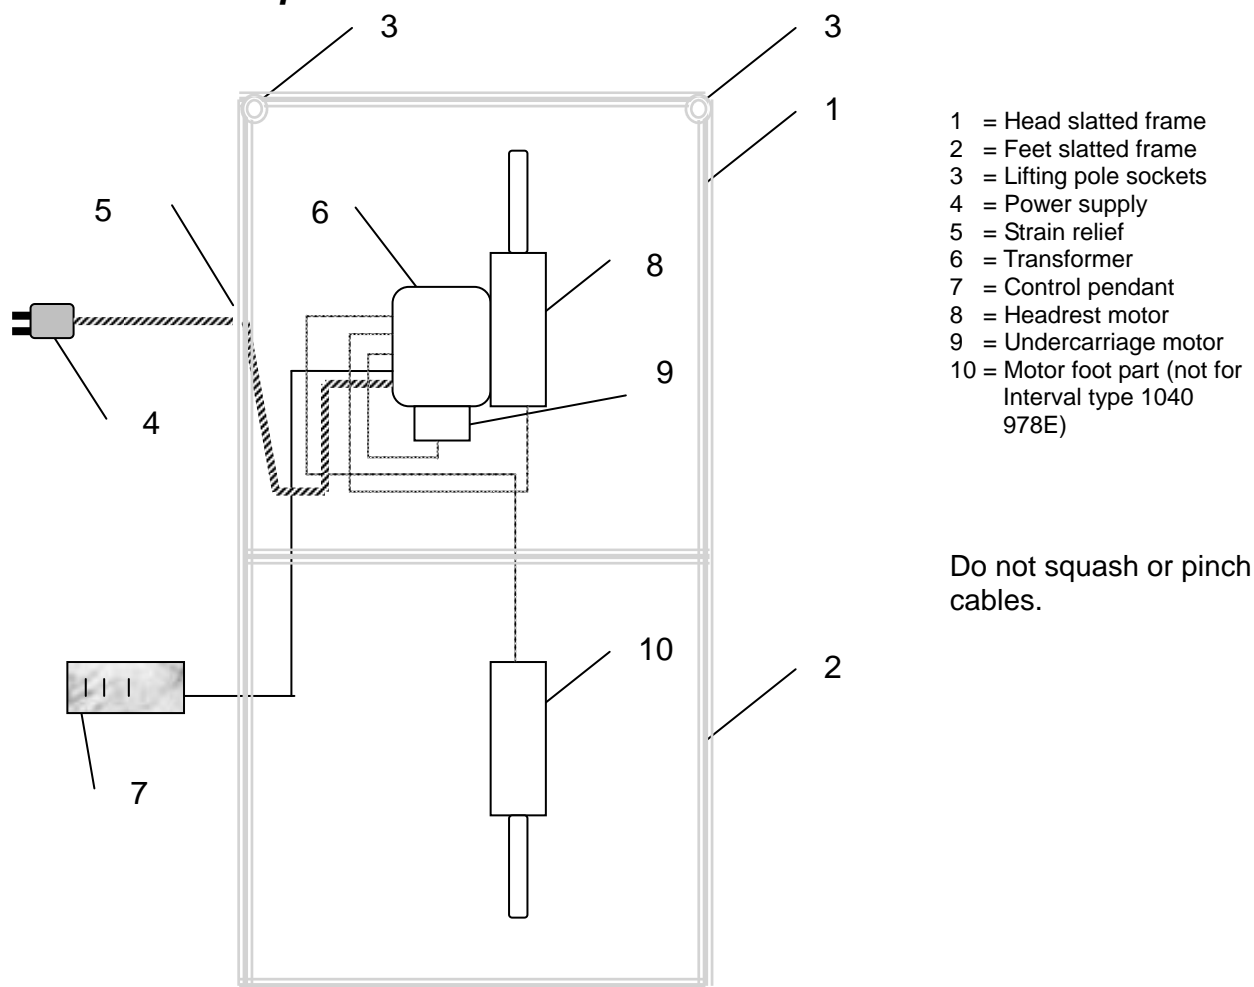 3 3
1
1 = Head slatted frame
2 = Feet slatted frame
3 = Lifting pole sockets
4 = Power supply
5 = Strain relief
6 = Transformer
7 = Control pendant
8 = Headrest motor
9 = Undercarriage motor
10 = Motor foot part (not for
Interval type 1040
978E)
5 6
8
9
4
Do not squash or pinch
cables.
10
2
7